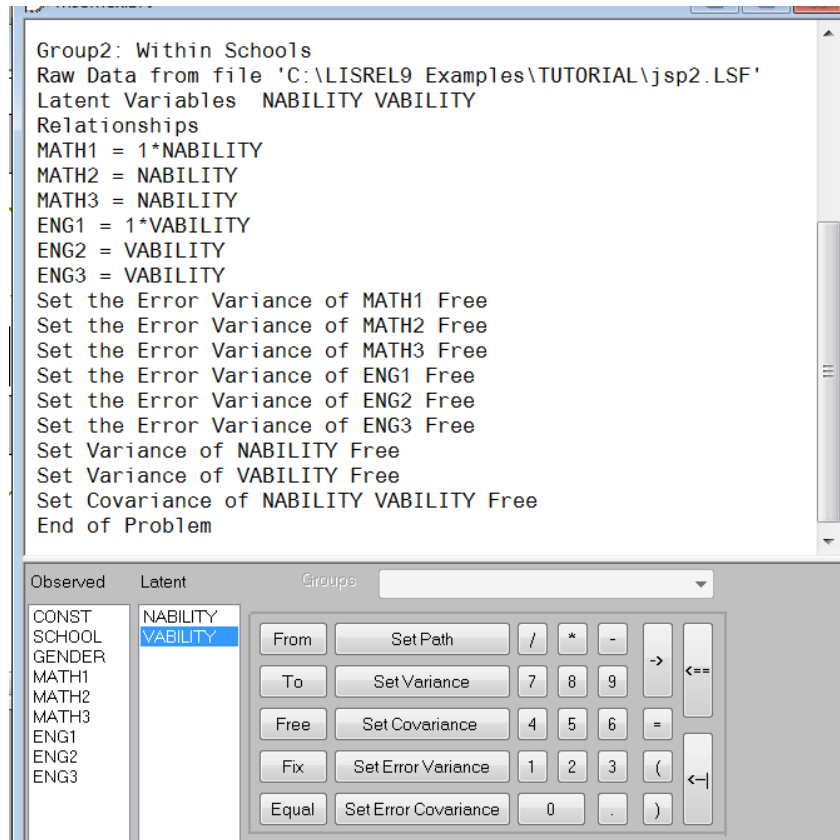 Group2: Within Schools
Raw Data from file 'C:\LISREL9 Examples\TUTORIAL\jsp2.LSF'
Latent Variables  NABILITY VABILITY
Relationships
MATH1 = 1*NABILITY
MATH2 = NABILITY
MATH3 = NABILITY
ENG1 = 1*VABILITY
ENG2 = VABILITY
ENG3 = VABILITY
Set the Error Variance of MATH1 Free
Set the Error Variance of MATH2 Free
Set the Error Variance of MATH3 Free
Set the Error Variance of ENG1 Free
Set the Error Variance of ENG2 Free
Set the Error Variance of ENG3 Free
Set Variance of NABILITY Free
Set Variance of VABILITY Free
Set Covariance of NABILITY VABILITY Free
End of Problem
Observed
CONST
SCHOOL
GENDER
MATH1
MATH2
MATH3
ENG1
ENG2
ENG3
Latent
NABILITY
VABILITY
Groups
From Set Path / * -
To Set Variance 7 8 9
-> <==
Free Set Covariance 4 5 6 =
Fix Set Error Variance 1 2 3 (
<-|
Equal Set Error Covariance 0 . )